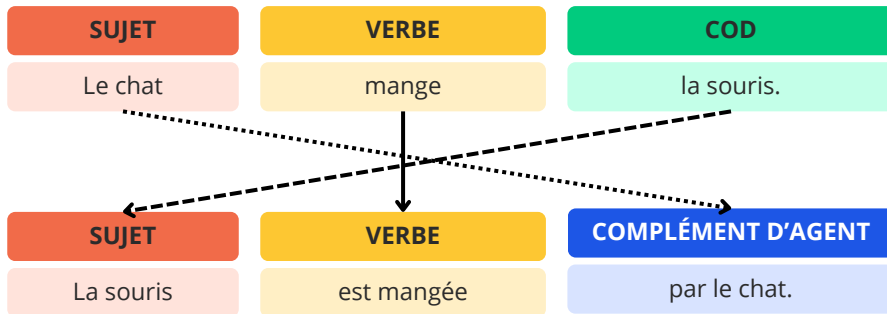 SUJET VERBE COD
Le chat mange la souris.
SUJET VERBE COMPLÉMENT D’AGENT
La souris est mangée par le chat.